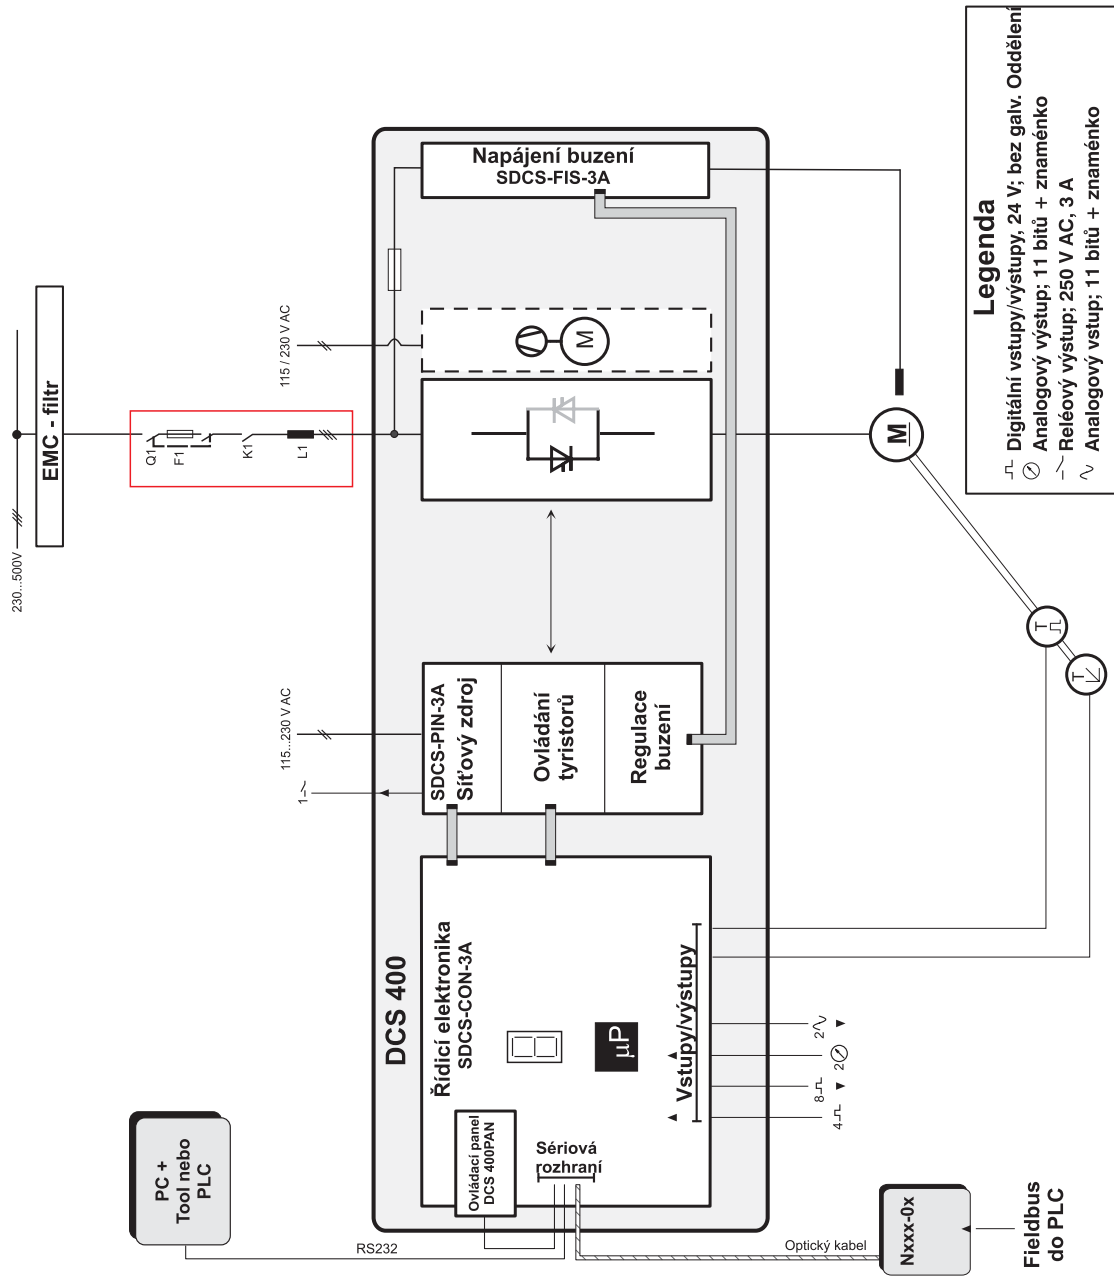 230...500V
EMC - filtr
Q1
F1
K1
L1
115 / 230 V AC
115...230 V AC
1
DCS 400
Napájení buzení
SDCS-FIS-3A
M
SDCS-PIN-3A
Síťový zdroj
Ovládání
tyristorů
Regulace
buzení
Řídicí elektronika
SDCS-CON-3A
µP
Vstupy/výstupy
Ovládací panel
DCS 400PAN
Sériová
rozhraní
PC +
Tool nebo
PLC
RS232
Optický kabel
Nxxx-0x
Fieldbus
do PLC
4
8
2
2
M
T
T
Legenda
Digitální vstupy/výstupy, 24 V; bez galv. Oddělení
Analogový výstup; 11 bitů + znaménko
Reléový výstup; 250 V AC, 3 A
Analogový vstup; 11 bitů + znaménko